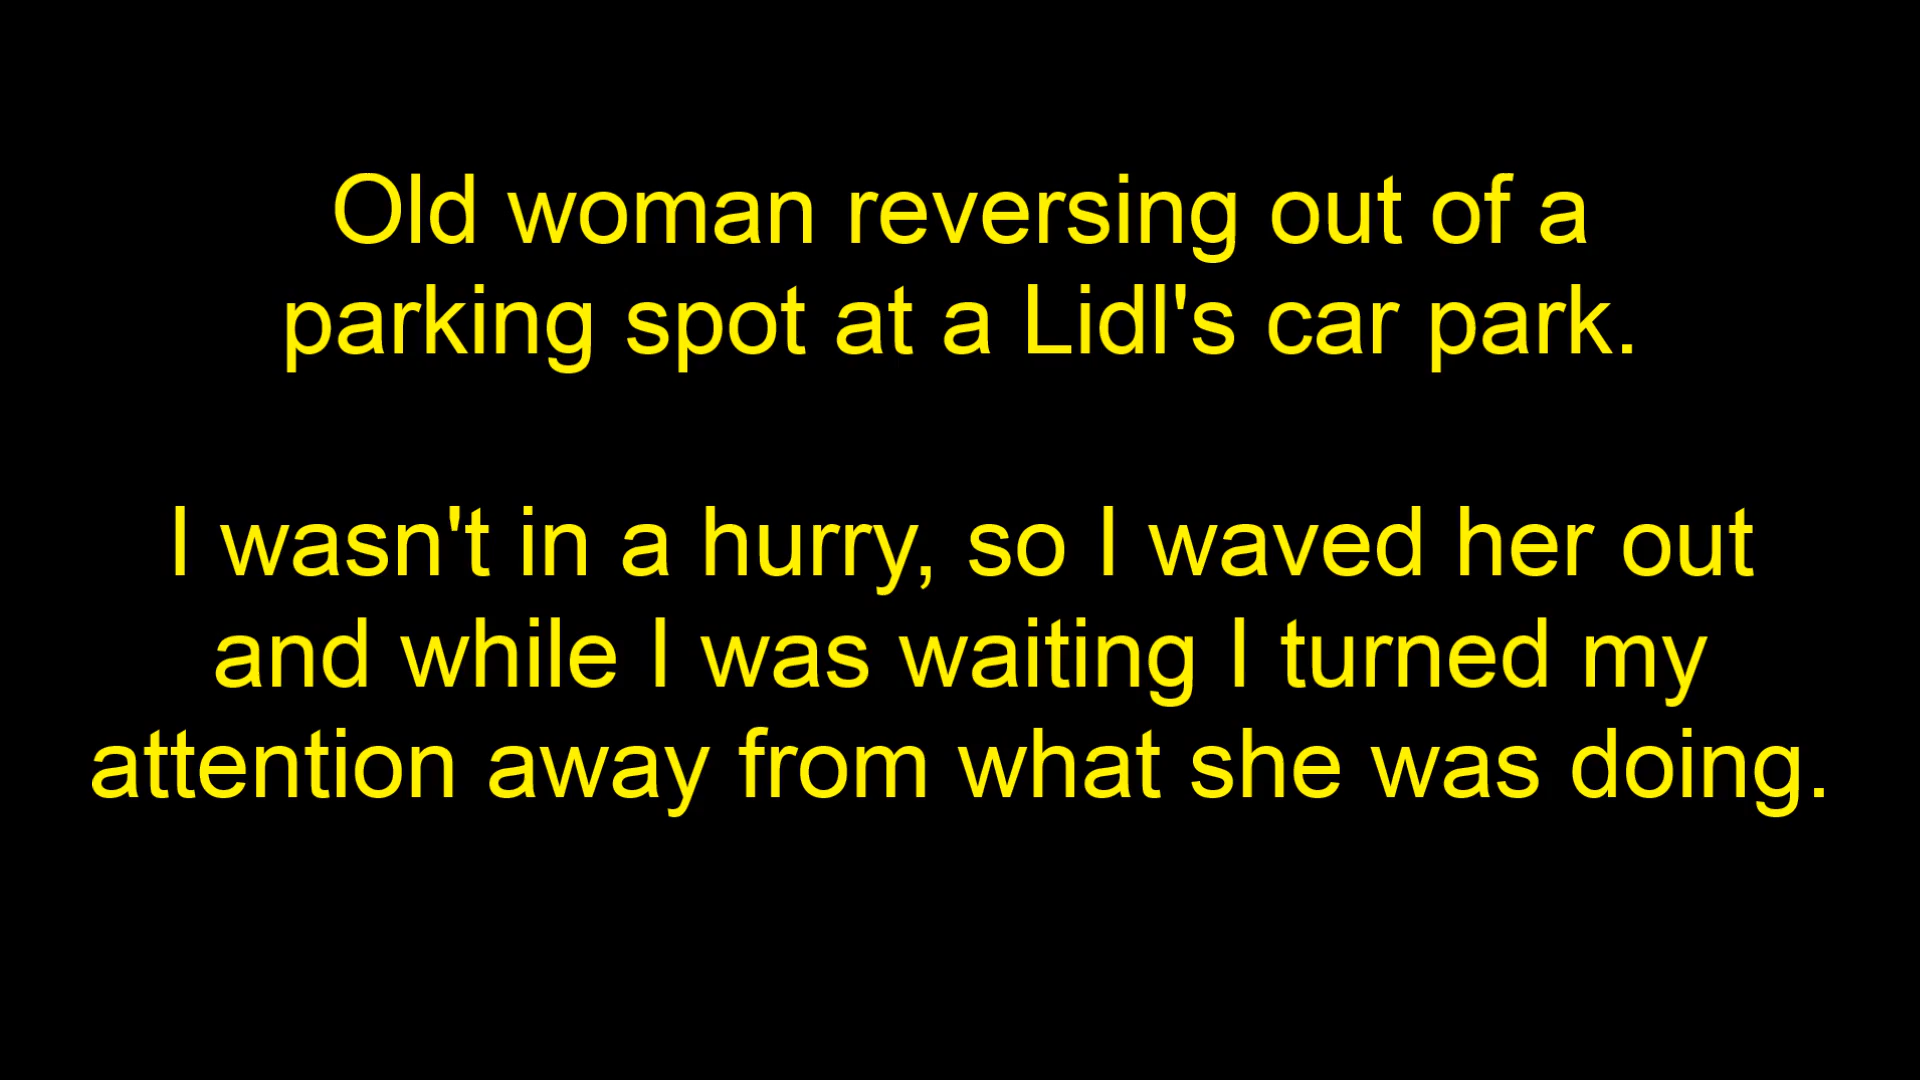 Old woman reversing out of a
parking spot at a Lidl's car park.
I wasn't in a hurry, so I waved her out
and while I was waiting I turned my
attention away from what she was doing.